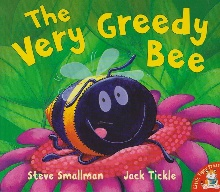 The
Very Greedy
Bee
Steve Smallman Jack Tickle